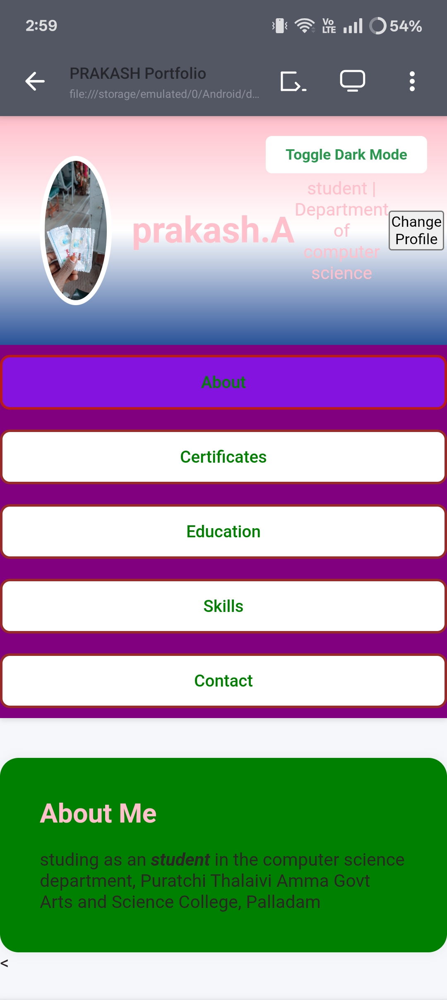 2:59
Vo
LTE
54%
PRAKASH Portfolio
file:///storage/emulated/0/Android/d...
Toggle Dark Mode
prakash.A
student |
Department
of
computer
science
Change
Profile
About
Certificates
Education
Skills
Contact
About Me
studing as an student in the computer science
department, Puratchi Thalaivi Amma Govt
Arts and Science College, Palladam
<